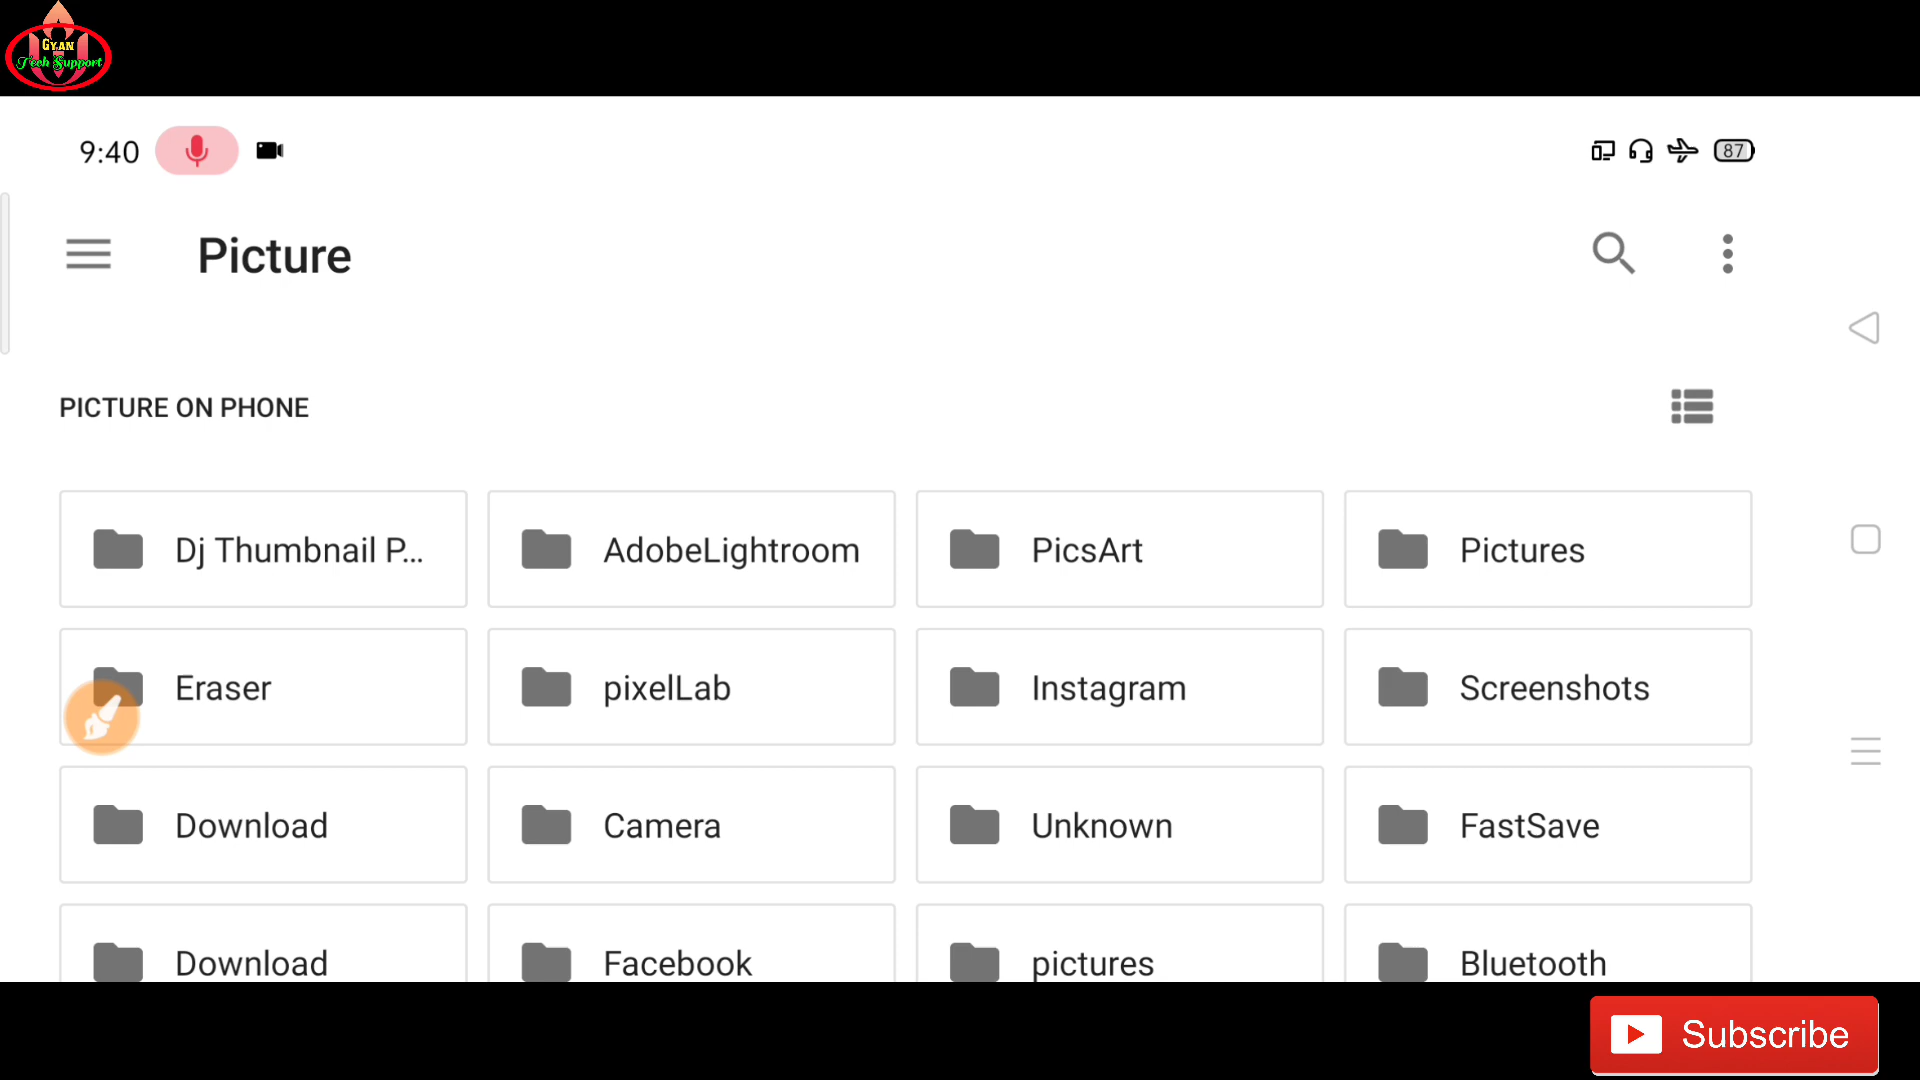 GYAN
Tech Support
9:40
87
Picture
PICTURE ON PHONE
Dj Thumbnail P...
AdobeLightroom
PicsArt
Pictures
Eraser
pixelLab
Instagram
Screenshots
Download
Camera
Unknown
FastSave
Download
Facebook
pictures
Bluetooth
Subscribe